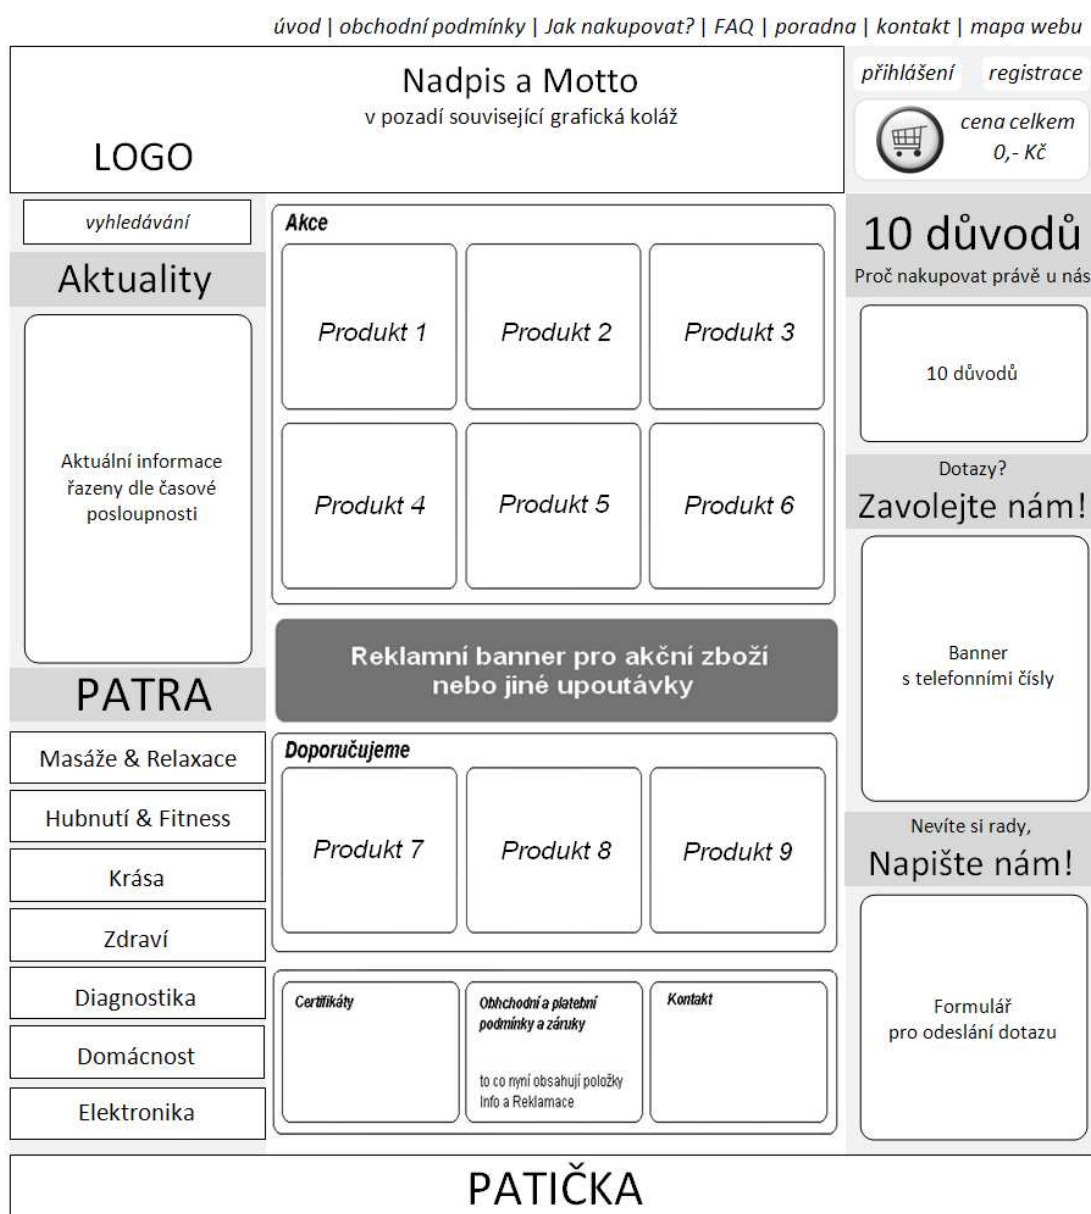 úvod | obchodní podmínky | Jak nakupovat? | FAQ | poradna | kontakt | mapa webu
Nadpis a Motto
v pozadí související grafická koláž
LOGO
přihlášení
registrace
cena celkem
0,- Kč
vyhledávání
Aktuality
Aktuální informace
řazeny dle časové
posloupnosti
PATRA
Masáže & Relaxace
Hubnutí & Fitness
Krása
Zdraví
Diagnostika
Domácnost
Elektronika
Akce
Produkt 1
Produkt 2
Produkt 3
Produkt 4
Produkt 5
Produkt 6
Reklamní banner pro akční zboží
nebo jiné upoutávky
Doporučujeme
Produkt 7
Produkt 8
Produkt 9
Certifikáty
Obhchodní a platební
podmínky a záruky
to co nyní obsahují položky
Info a Reklamace
Kontakt
10 důvodů
Proč nakupovat právě u nás
10 důvodů
Dotazy?
Zavolejte nám!
Banner
s telefonními čísly
Nevíte si rady,
Napište nám!
Formulář
pro odeslání dotazu
PATIČKA